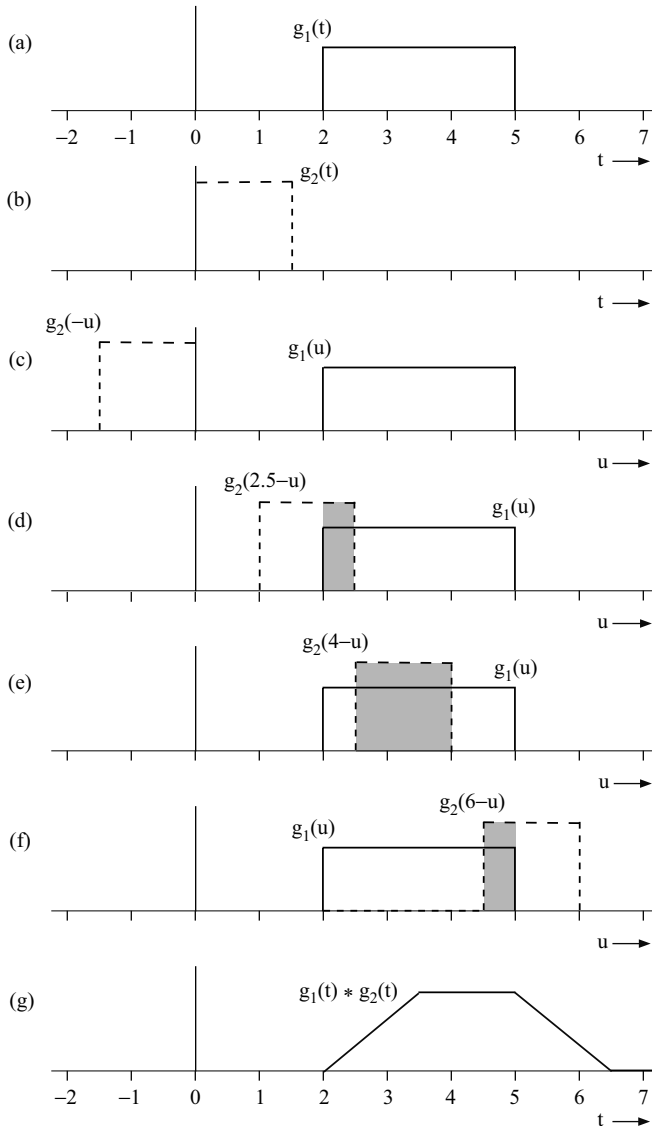 (a)
g₁(t)
−2 −1 0 1 2 3 4 5 6 7
t
(b)
g₂(t)
t
(c)
g₂(−u)
g₁(u)
u
(d)
g₂(2.5−u)
g₁(u)
u
(e)
g₂(4−u)
g₁(u)
u
(f)
g₁(u)
g₂(6−u)
u
(g)
g₁(t) ∗ g₂(t)
−2 −1 0 1 2 3 4 5 6 7
t